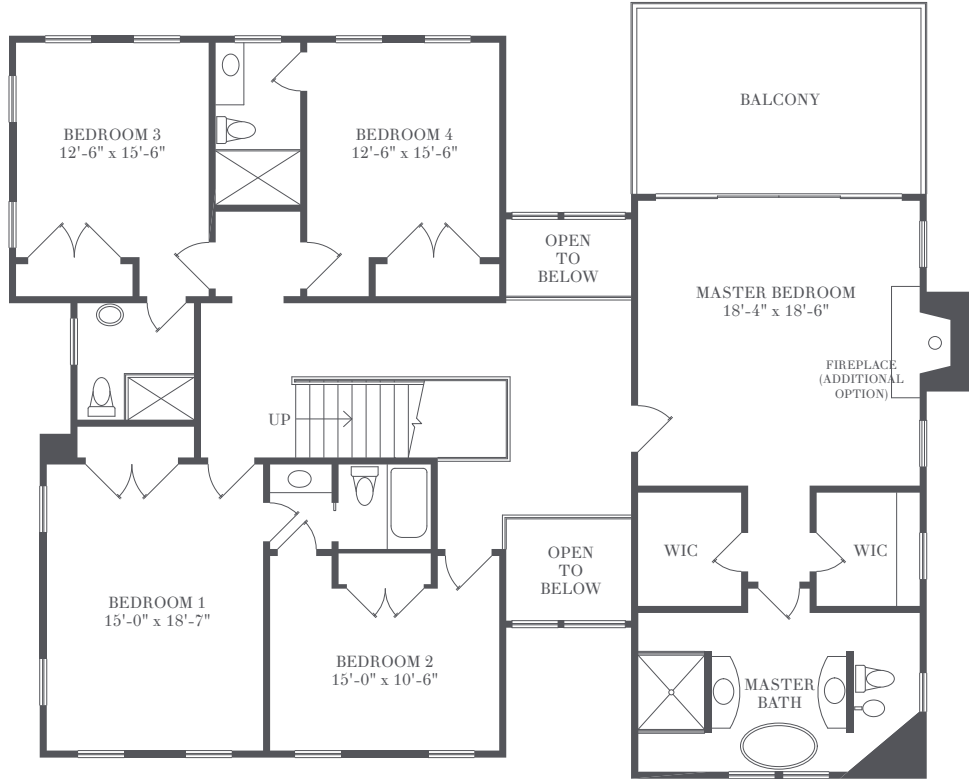 BALCONY
BEDROOM 3
12'-6" x 15'-6"
BEDROOM 4
12'-6" x 15'-6"
OPEN
TO
BELOW
MASTER BEDROOM
18'-4" x 18'-6"
FIREPLACE
(ADDITIONAL
OPTION)
UP
WIC
WIC
OPEN
TO
BELOW
BEDROOM 1
15'-0" x 18'-7"
BEDROOM 2
15'-0" x 10'-6"
MASTER
BATH